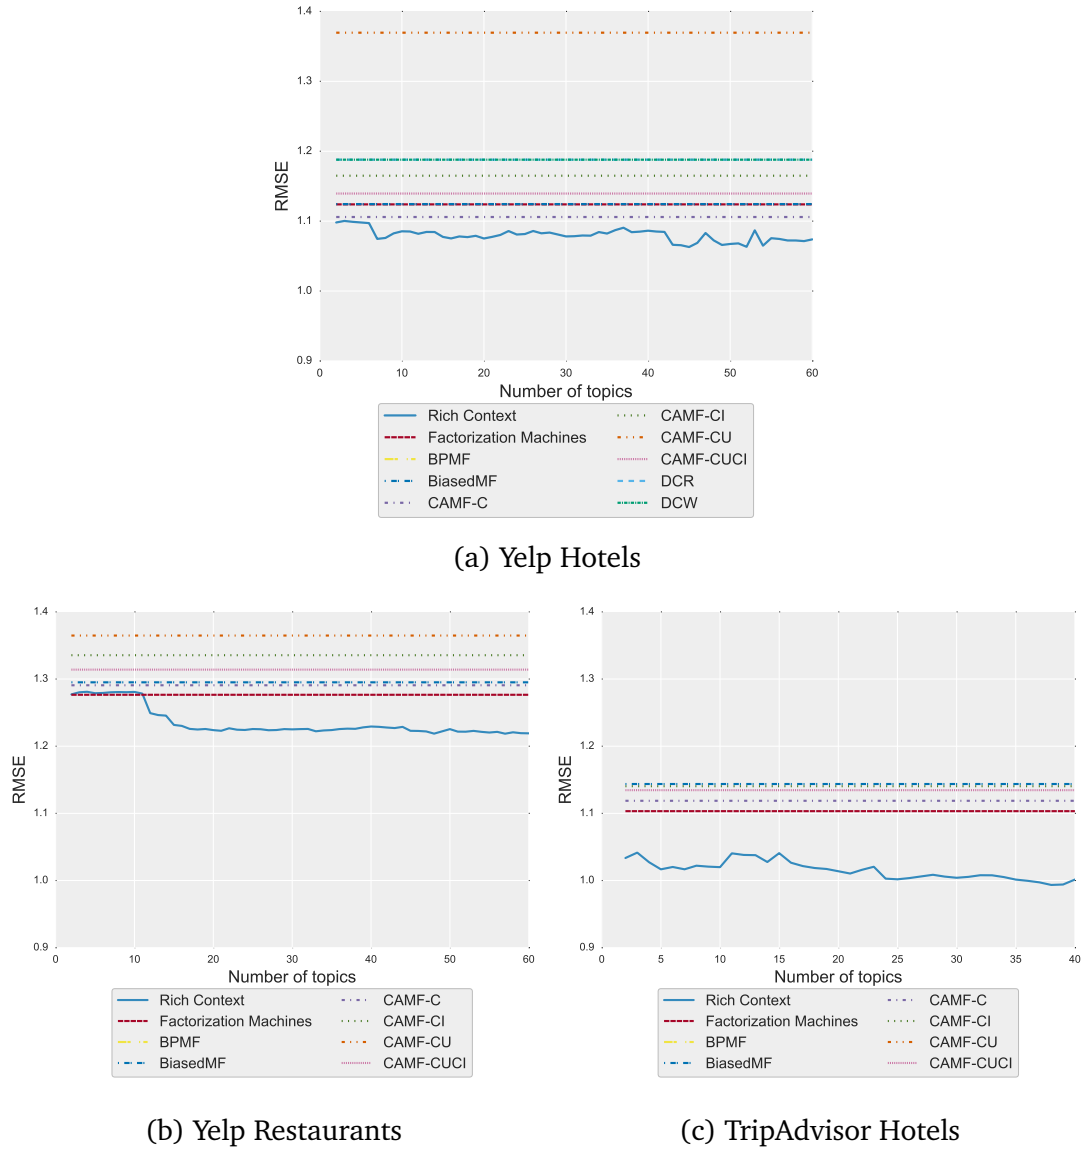 1.4
1.3
1.2
1.1
1.0
0.9
RMSE
0 10 20 30 40 50 60
Number of topics
Rich Context CAMF-CI
Factorization Machines CAMF-CU
BPMF CAMF-CUCI
BiasedMF DCR
CAMF-C DCW
(a) Yelp Hotels
1.4
1.3
1.2
1.1
1.0
0.9
RMSE
0 10 20 30 40 50 60
Number of topics
Rich Context CAMF-C
Factorization Machines CAMF-CI
BPMF CAMF-CU
BiasedMF CAMF-CUCI
(b) Yelp Restaurants
1.4
1.3
1.2
1.1
1.0
0.9
RMSE
0 5 10 15 20 25 30 35 40
Number of topics
Rich Context CAMF-C
Factorization Machines CAMF-CI
BPMF CAMF-CU
BiasedMF CAMF-CUCI
(c) TripAdvisor Hotels